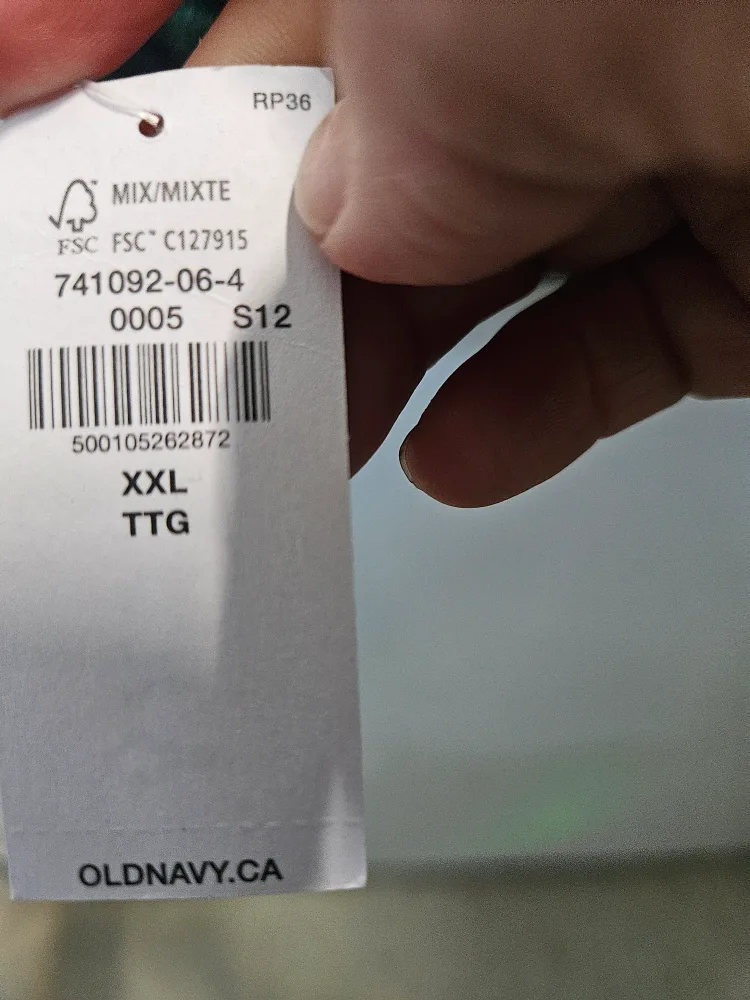 RP36
MIX/MIXTE
FSC FSC™ C127915
741092-06-4
0005 S12
500105262872
XXL
TTG
OLDNAVY.CA